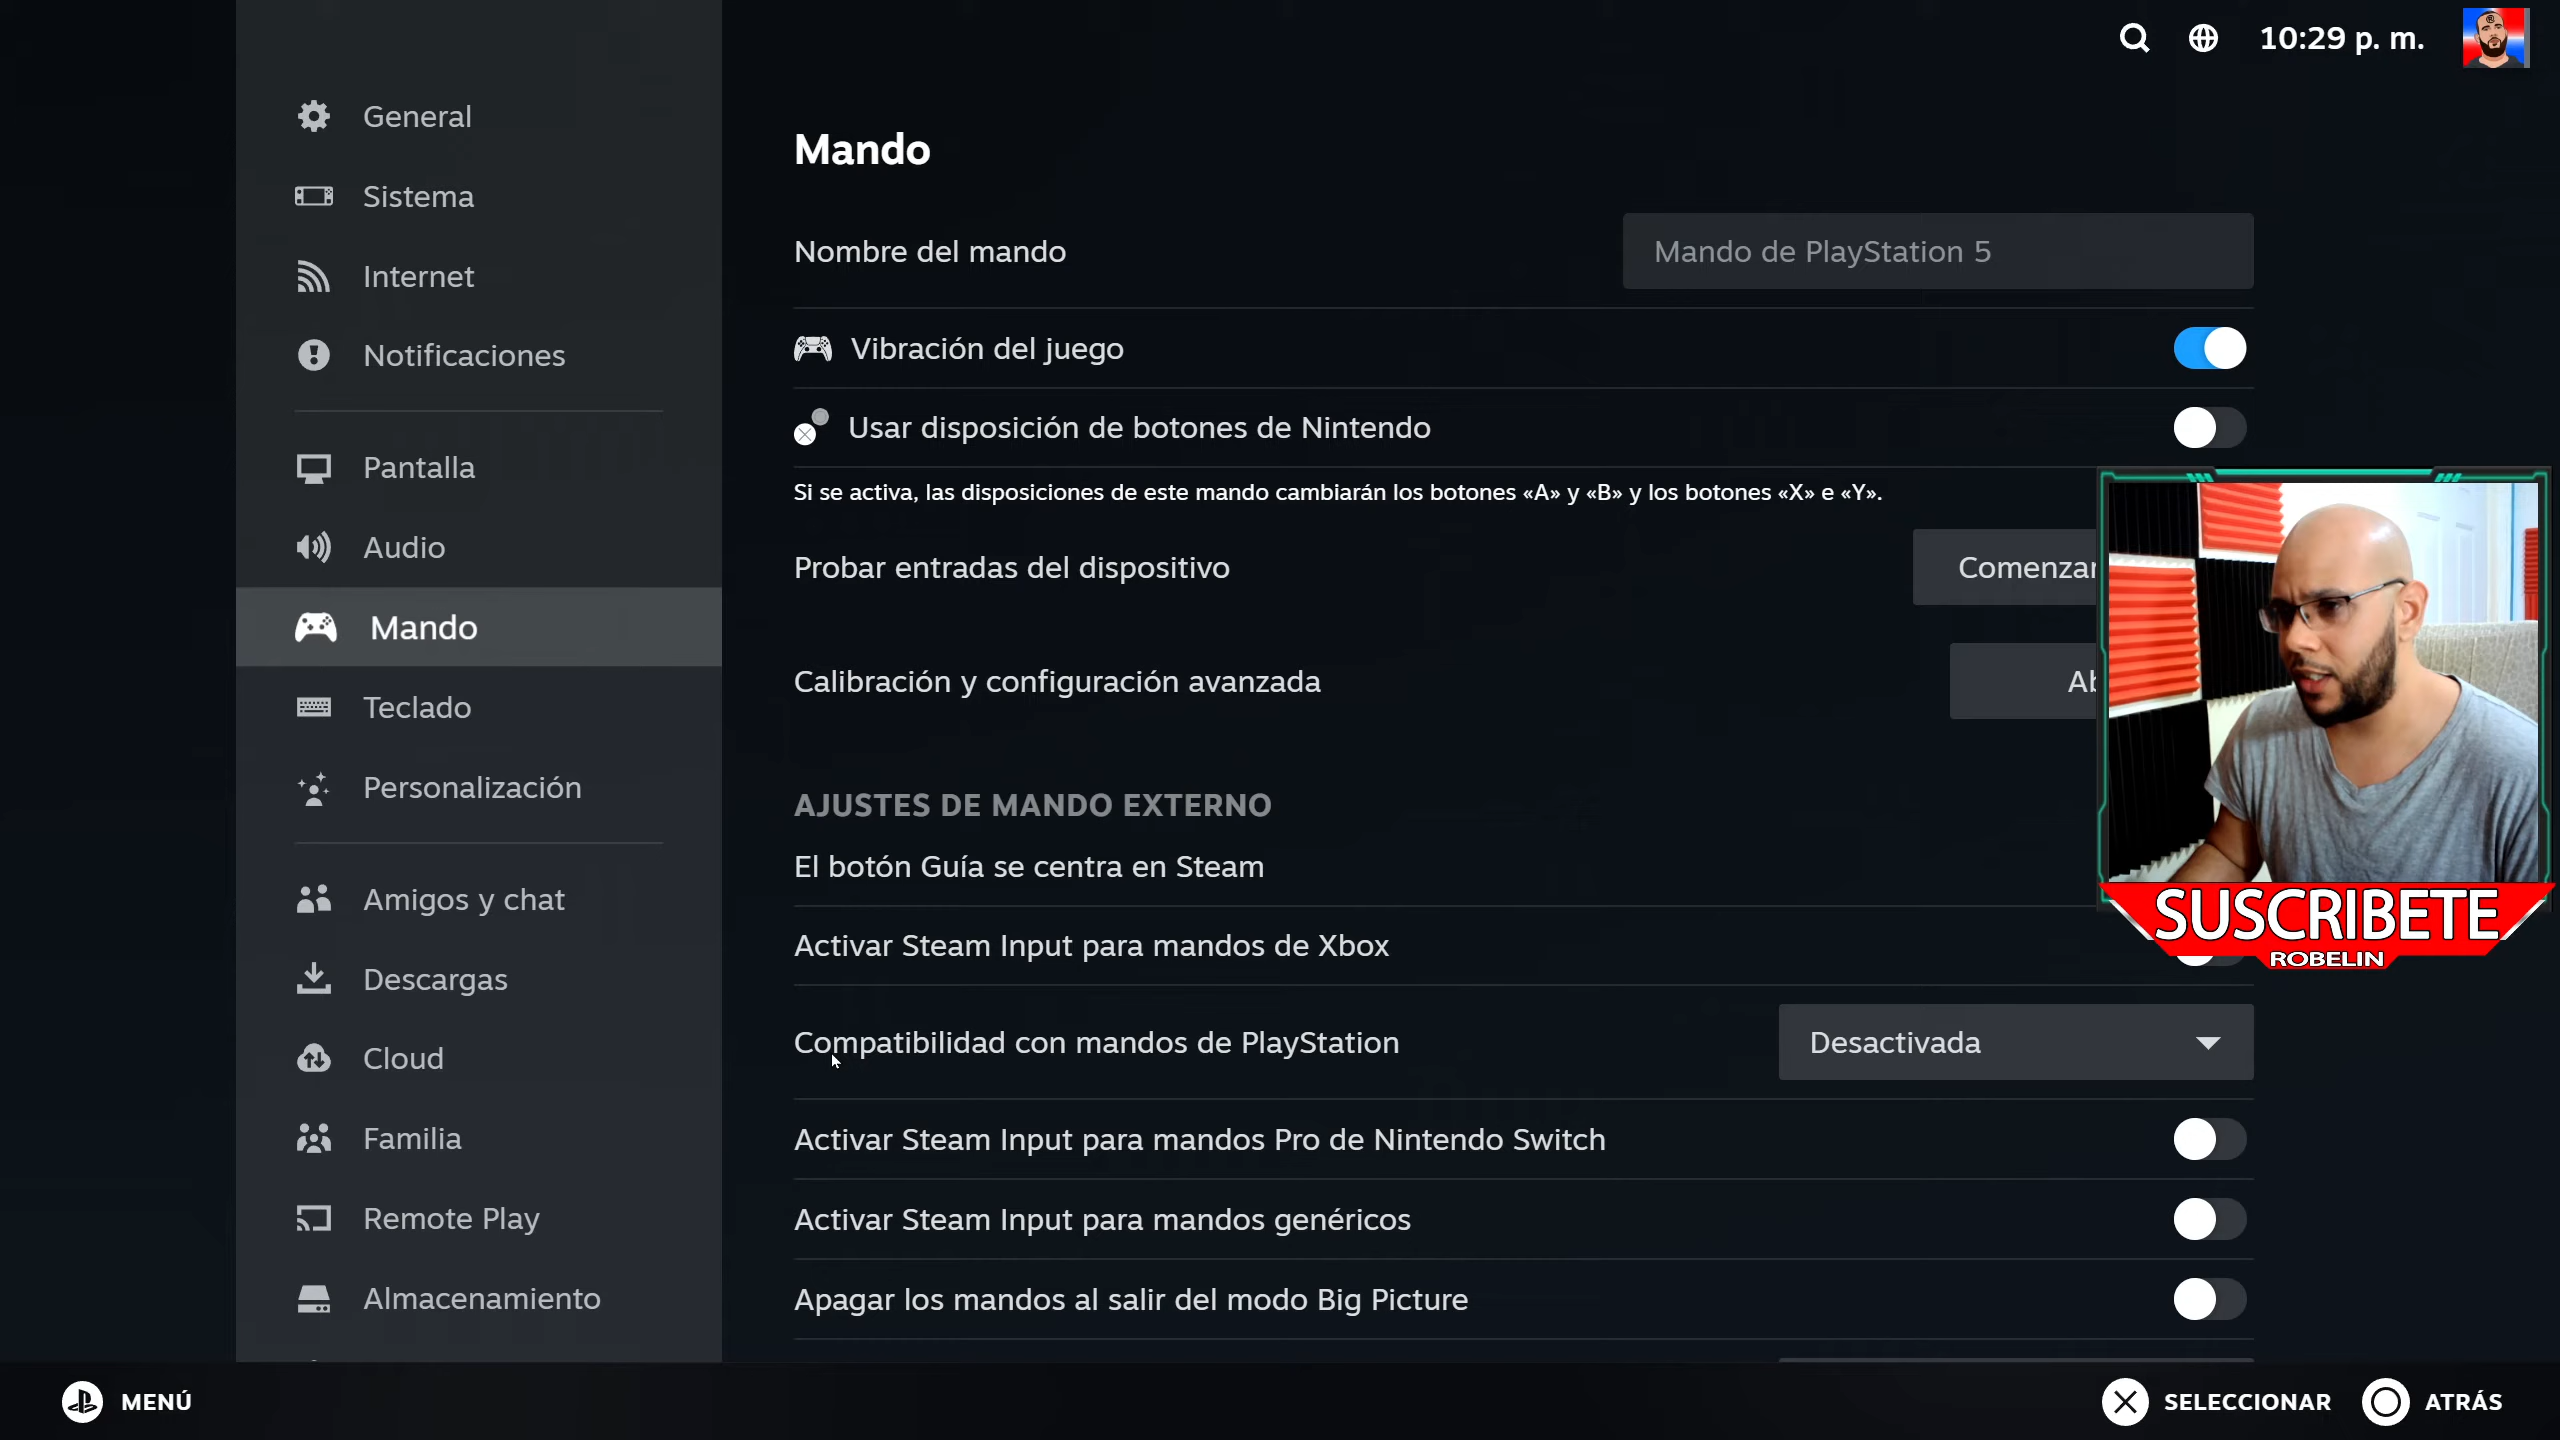 10:29 p. m.
General
Sistema
Internet
Notificaciones
Pantalla
Audio
Mando
Teclado
Personalización
Amigos y chat
Descargas
Cloud
Familia
Remote Play
Almacenamiento
Mando
Nombre del mando
Mando de PlayStation 5
Vibración del juego
Usar disposición de botones de Nintendo
Si se activa, las disposiciones de este mando cambiarán los botones «A» y «B» y los botones «X» e «Y».
Probar entradas del dispositivo
Comenzar
Calibración y configuración avanzada
Ab
AJUSTES DE MANDO EXTERNO
El botón Guía se centra en Steam
Activar Steam Input para mandos de Xbox
Compatibilidad con mandos de PlayStation
Desactivada
Activar Steam Input para mandos Pro de Nintendo Switch
Activar Steam Input para mandos genéricos
Apagar los mandos al salir del modo Big Picture
SUSCRIBETE
ROBELIN
MENÚ
SELECCIONAR
ATRÁS